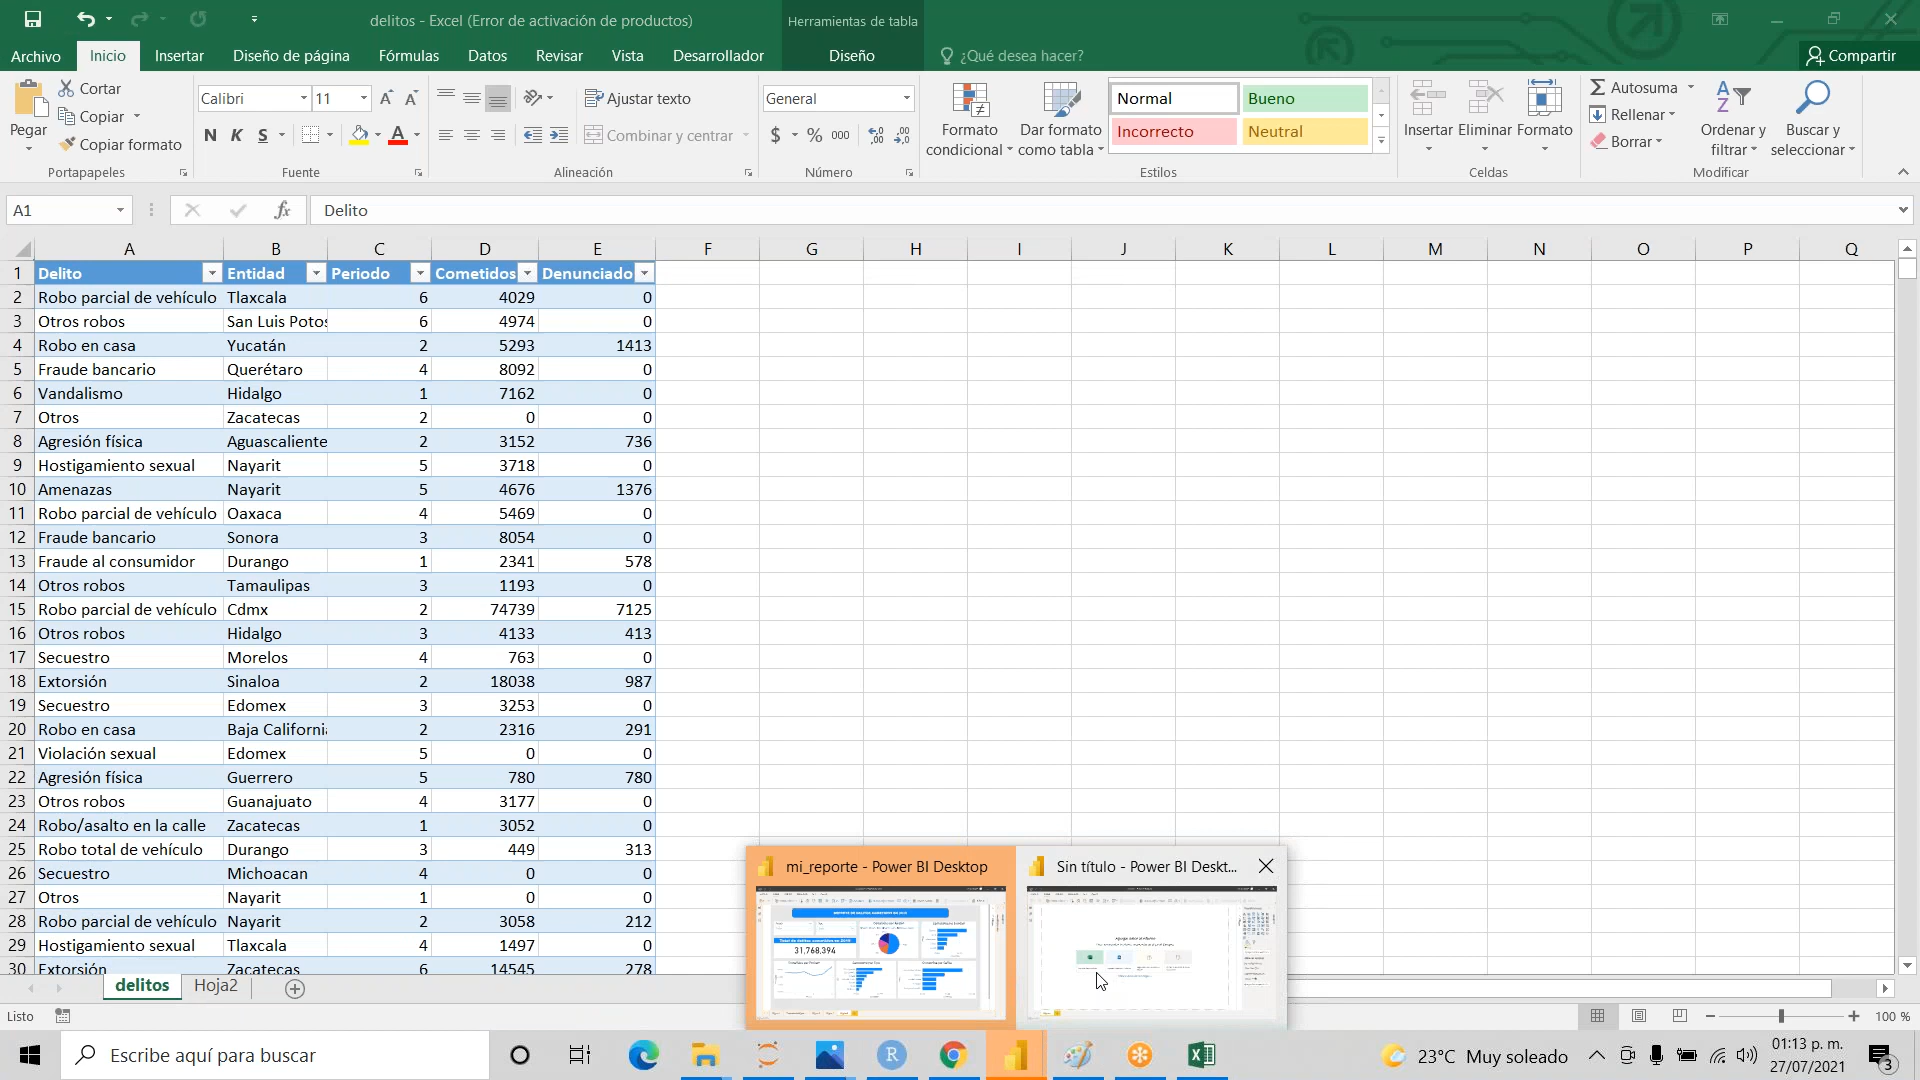 delitos - Excel (Error de activación de productos)
Herramientas de tabla
Archivo Inicio Insertar Diseño de página Fórmulas Datos Revisar Vista Desarrollador Diseño ¿Qué desea hacer? Compartir
Pegar
Cortar
Copiar
Copiar formato
Portapapeles
Calibri 11
N K S
Fuente
Ajustar texto
Combinar y centrar
Alineación
General
$ % 000
Número
Formato condicional
Dar formato como tabla
Normal Bueno
Incorrecto Neutral
Estilos
Insertar Eliminar Formato
Celdas
Autosuma
Rellenar
Borrar
Ordenar y filtrar
Buscar y seleccionar
Modificar
A1 fx Delito
A B C D E F G H I J K L M N O P Q
1 Delito Entidad Periodo Cometidos Denunciado
2 Robo parcial de vehículo Tlaxcala 6 4029 0
3 Otros robos San Luis Potos 6 4974 0
4 Robo en casa Yucatán 2 5293 1413
5 Fraude bancario Querétaro 4 8092 0
6 Vandalismo Hidalgo 1 7162 0
7 Otros Zacatecas 2 0 0
8 Agresión física Aguascaliente 2 3152 736
9 Hostigamiento sexual Nayarit 5 3718 0
10 Amenazas Nayarit 5 4676 1376
11 Robo parcial de vehículo Oaxaca 4 5469 0
12 Fraude bancario Sonora 3 8054 0
13 Fraude al consumidor Durango 1 2341 578
14 Otros robos Tamaulipas 3 1193 0
15 Robo parcial de vehículo Cdmx 2 74739 7125
16 Otros robos Hidalgo 3 4133 413
17 Secuestro Morelos 4 763 0
18 Extorsión Sinaloa 2 18038 987
19 Secuestro Edomex 3 3253 0
20 Robo en casa Baja Californi 2 2316 291
21 Violación sexual Edomex 5 0 0
22 Agresión física Guerrero 5 780 780
23 Otros robos Guanajuato 4 3177 0
24 Robo/asalto en la calle Zacatecas 1 3052 0
25 Robo total de vehículo Durango 3 449 313
26 Secuestro Michoacan 4 0 0
27 Otros Nayarit 1 0 0
28 Robo parcial de vehículo Nayarit 2 3058 212
29 Hostigamiento sexual Tlaxcala 4 1497 0
30 Extorsión Zacatecas 6 14545 278
mi_reporte - Power BI Desktop
Sin título - Power BI Deskt...
31,768,394
delitos Hoja2
Listo
100 %
Escribe aquí para buscar
23°C Muy soleado
01:13 p. m.
27/07/2021
3